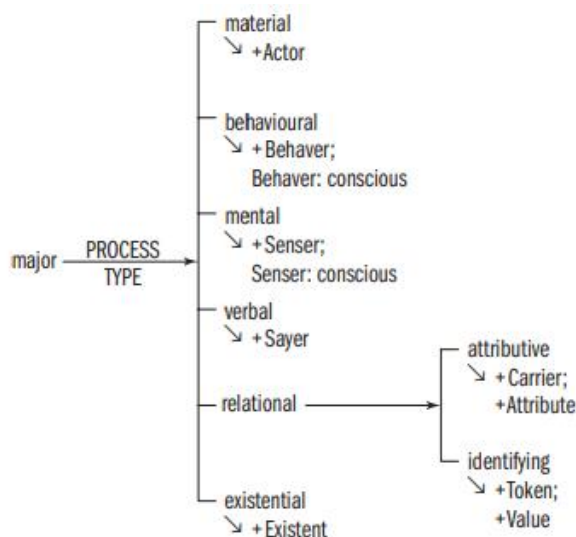 material
↘ +Actor
behavioural
↘ +Behaver;
Behaver: conscious
mental
↘ +Senser;
Senser: conscious
major
PROCESS
TYPE
verbal
↘ +Sayer
relational
attributive
↘ +Carrier;
+Attribute
identifying
↘ +Token;
+Value
existential
↘ +Existent